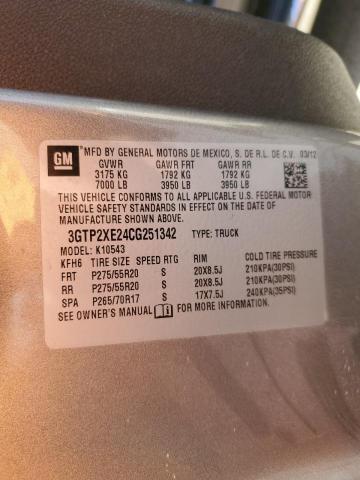 GM
MFD BY GENERAL MOTORS DE MEXICO, S. DE R.L. DE C.V. 03/12
GVWR GAWR FRT GAWR RR
3175 KG 1792 KG 1792 KG
7000 LB 3950 LB 3950 LB
THIS VEHICLE CONFORMS TO ALL APPLICABLE U.S. FEDERAL MOTOR
VEHICLE SAFETY STANDARDS IN EFFECT ON THE DATE OF
MANUFACTURE SHOWN ABOVE.
3GTP2XE24CG251342 TYPE: TRUCK
MODEL: K10543
KFH6 TIRE SIZE SPEED RTG RIM COLD TIRE PRESSURE
FRT P275/55R20 S 20X8.5J 210KPA(30PSI)
RR P275/55R20 S 20X8.5J 210KPA(30PSI)
SPA P265/70R17 S 17X7.5J 240KPA(35PSI)
SEE OWNER'S MANUAL FOR MORE INFORMATION.